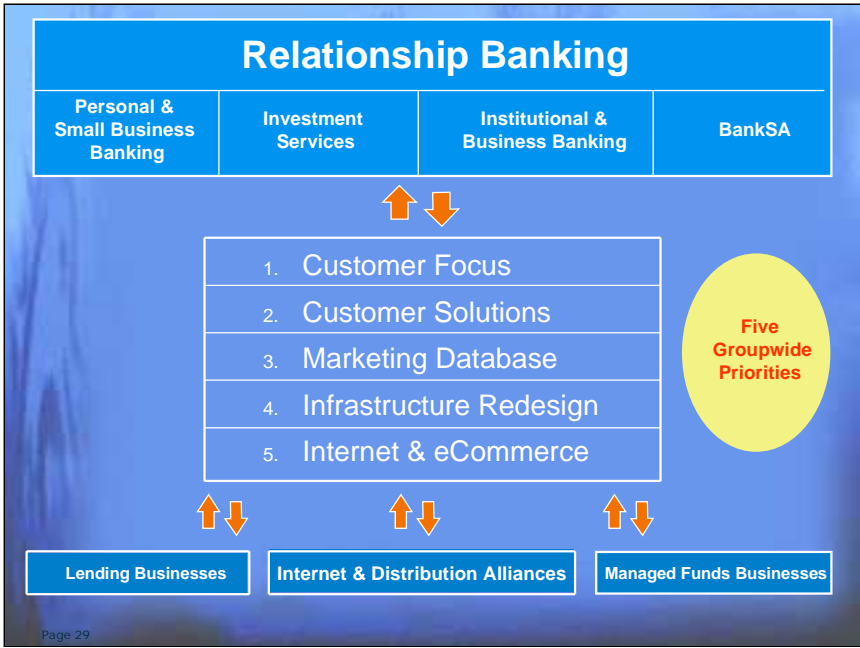 Relationship Banking
Personal &
Small Business
Banking
Investment
Services
Institutional &
Business Banking
BankSA
1. Customer Focus
2. Customer Solutions
3. Marketing Database
4. Infrastructure Redesign
5. Internet & eCommerce
Five
Groupwide
Priorities
Lending Businesses
Internet & Distribution Alliances
Managed Funds Businesses
Page 29